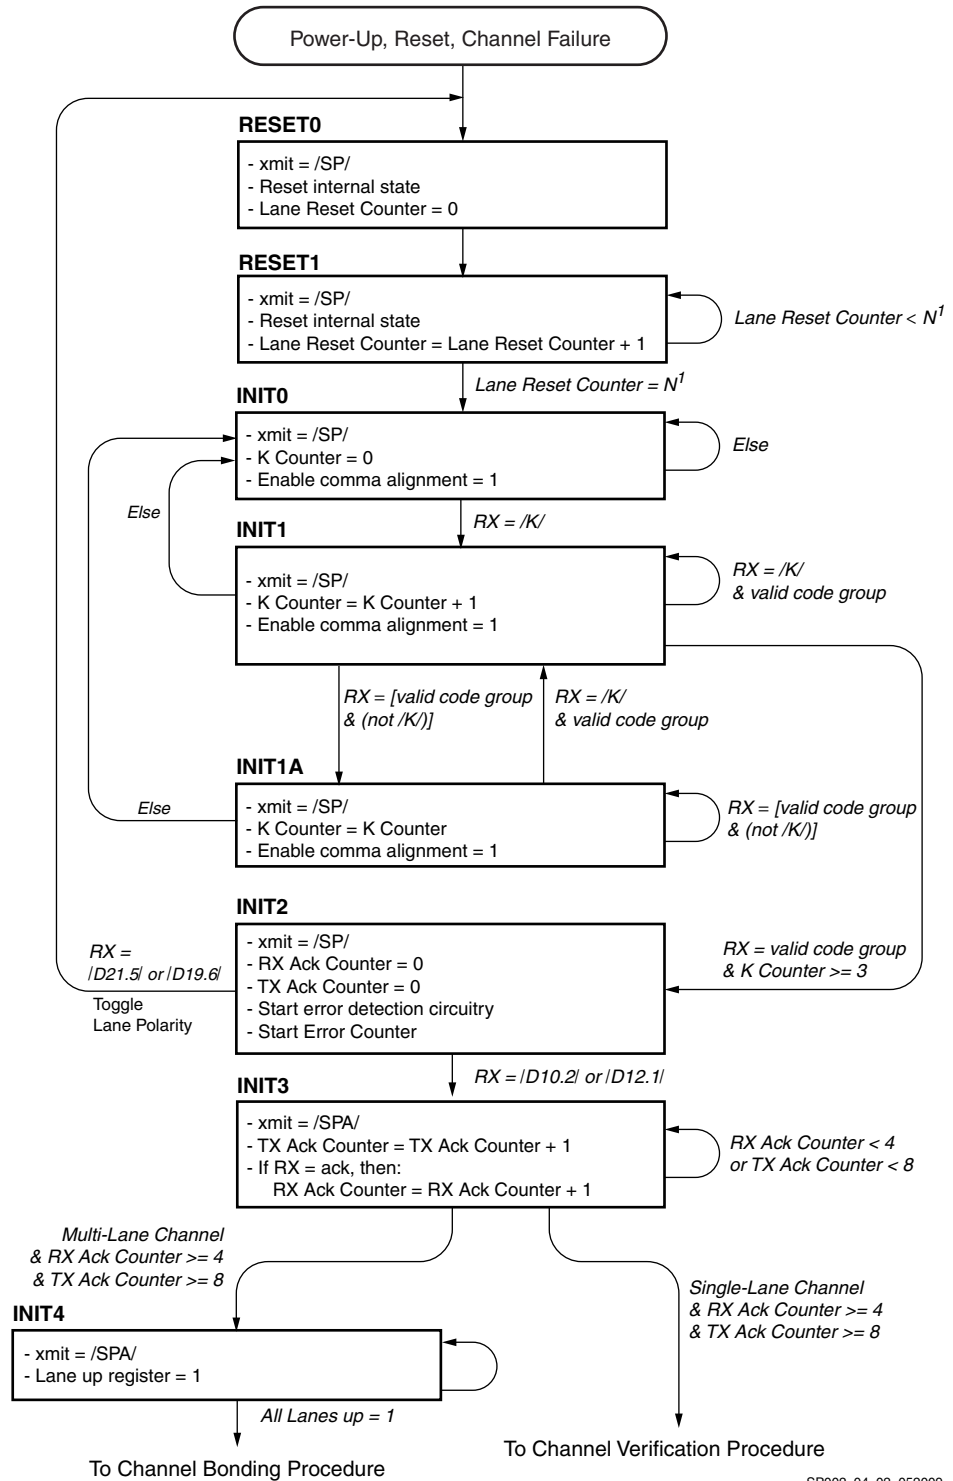 Power-Up, Reset, Channel Failure
RESET0
- xmit = /SP/
- Reset internal state
- Lane Reset Counter = 0
RESET1
- xmit = /SP/
- Reset internal state
- Lane Reset Counter = Lane Reset Counter + 1
Lane Reset Counter < N¹
Lane Reset Counter = N¹
INIT0
- xmit = /SP/
- K Counter = 0
- Enable comma alignment = 1
Else
Else
RX = /K/
INIT1
- xmit = /SP/
- K Counter = K Counter + 1
- Enable comma alignment = 1
RX = /K/
& valid code group
RX = [valid code group
& (not /K/)]
RX = /K/
& valid code group
INIT1A
- xmit = /SP/
- K Counter = K Counter
- Enable comma alignment = 1
Else
RX = [valid code group
& (not /K/)]
INIT2
- xmit = /SP/
- RX Ack Counter = 0
- TX Ack Counter = 0
- Start error detection circuitry
- Start Error Counter
RX =
/D21.5/ or /D19.6/
Toggle
Lane Polarity
RX = valid code group
& K Counter >= 3
RX = /D10.2/ or /D12.1/
INIT3
- xmit = /SPA/
- TX Ack Counter = TX Ack Counter + 1
- If RX = ack, then:
RX Ack Counter = RX Ack Counter + 1
RX Ack Counter < 4
or TX Ack Counter < 8
Multi-Lane Channel
& RX Ack Counter >= 4
& TX Ack Counter >= 8
Single-Lane Channel
& RX Ack Counter >= 4
& TX Ack Counter >= 8
INIT4
- xmit = /SPA/
- Lane up register = 1
All Lanes up = 1
To Channel Bonding Procedure
To Channel Verification Procedure